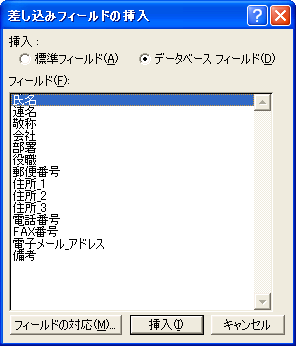 差し込みフィールドの挿入
挿入：
標準フィールド(A)
データベース フィールド(D)
フィールド(F):
氏名
連名
敬称
会社
部署
役職
郵便番号
住所_1
住所_2
住所_3
電話番号
FAX番号
電子メール_アドレス
備考
フィールドの対応(M)...
挿入(I)
キャンセル